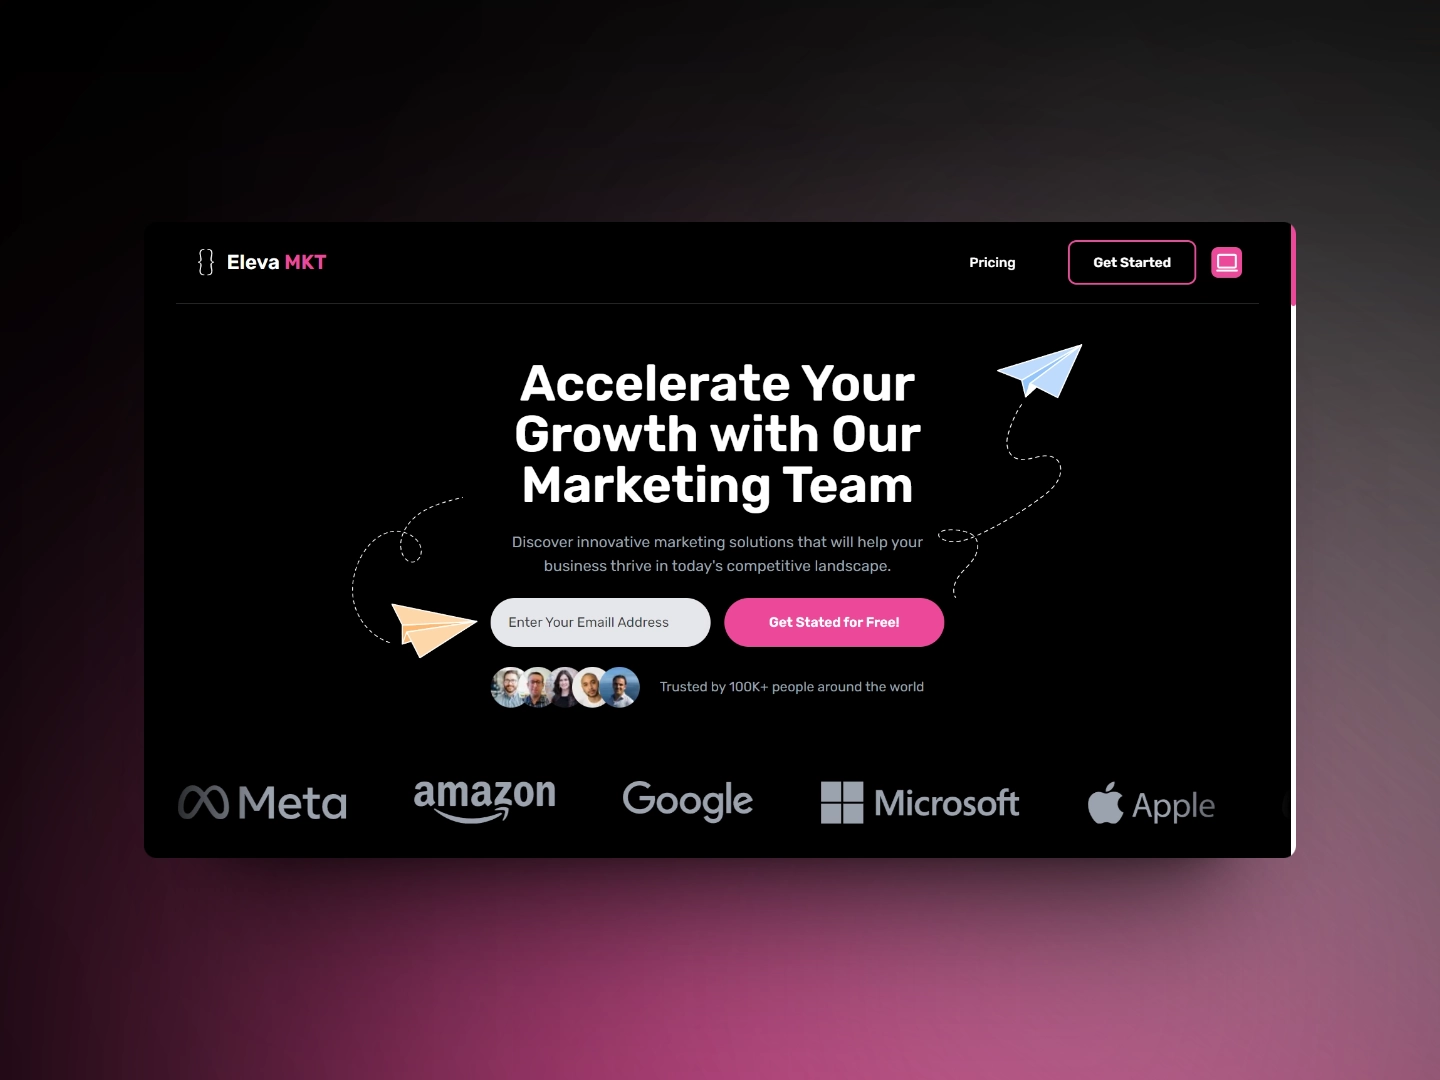 Eleva MKT
Pricing
Get Started
Accelerate Your
Growth with Our
Marketing Team
Discover innovative marketing solutions that will help your
business thrive in today's competitive landscape.
Enter Your Emaill Address
Get Stated for Free!
Trusted by 100K+ people around the world
Meta
amazon
Google
Microsoft
Apple